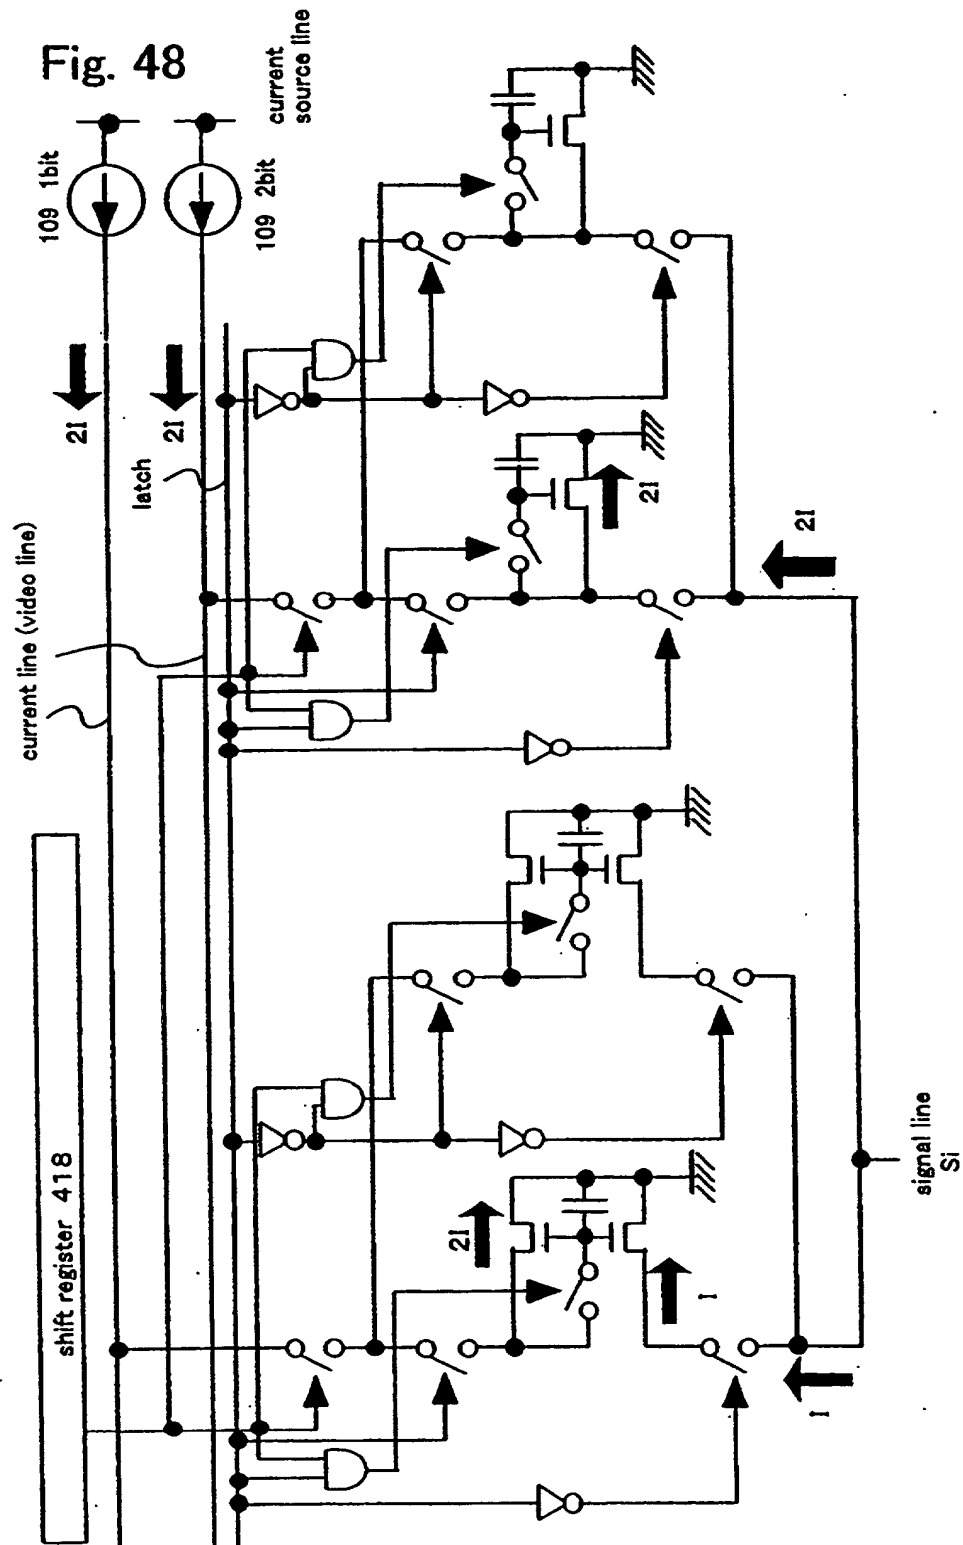 Fig. 48
current
source line
109 1bit
109 2bit
2I
2I
latch
current line (video line)
shift register 418
2I
2I
2I
I
I
signal line
Si